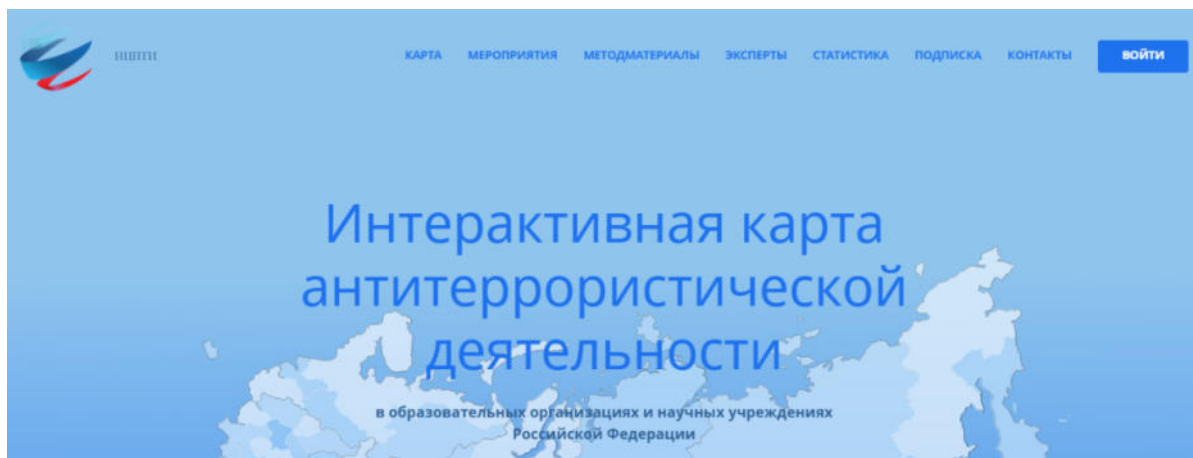 КАРТА МЕРОПРИЯТИЯ МЕТОДМАТЕРИАЛЫ ЭКСПЕРТЫ СТАТИСТИКА ПОДПИСКА КОНТАКТЫ ВОЙТИ
Интерактивная карта
антитеррористической
деятельности
в образовательных организациях и научных учреждениях
Российской Федерации